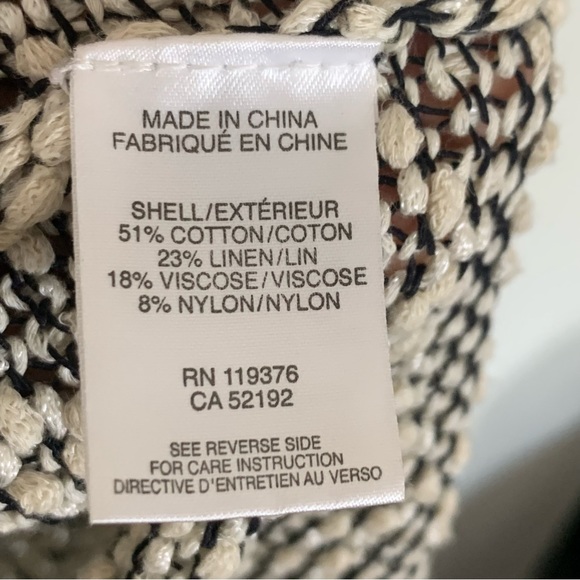 MADE IN CHINA
FABRIQUÉ EN CHINE
SHELL/EXTÉRIEUR
51% COTTON/COTON
23% LINEN/LIN
18% VISCOSE/VISCOSE
8% NYLON/NYLON
RN 119376
CA 52192
SEE REVERSE SIDE
FOR CARE INSTRUCTION
DIRECTIVE D'ENTRETIEN AU VERSO